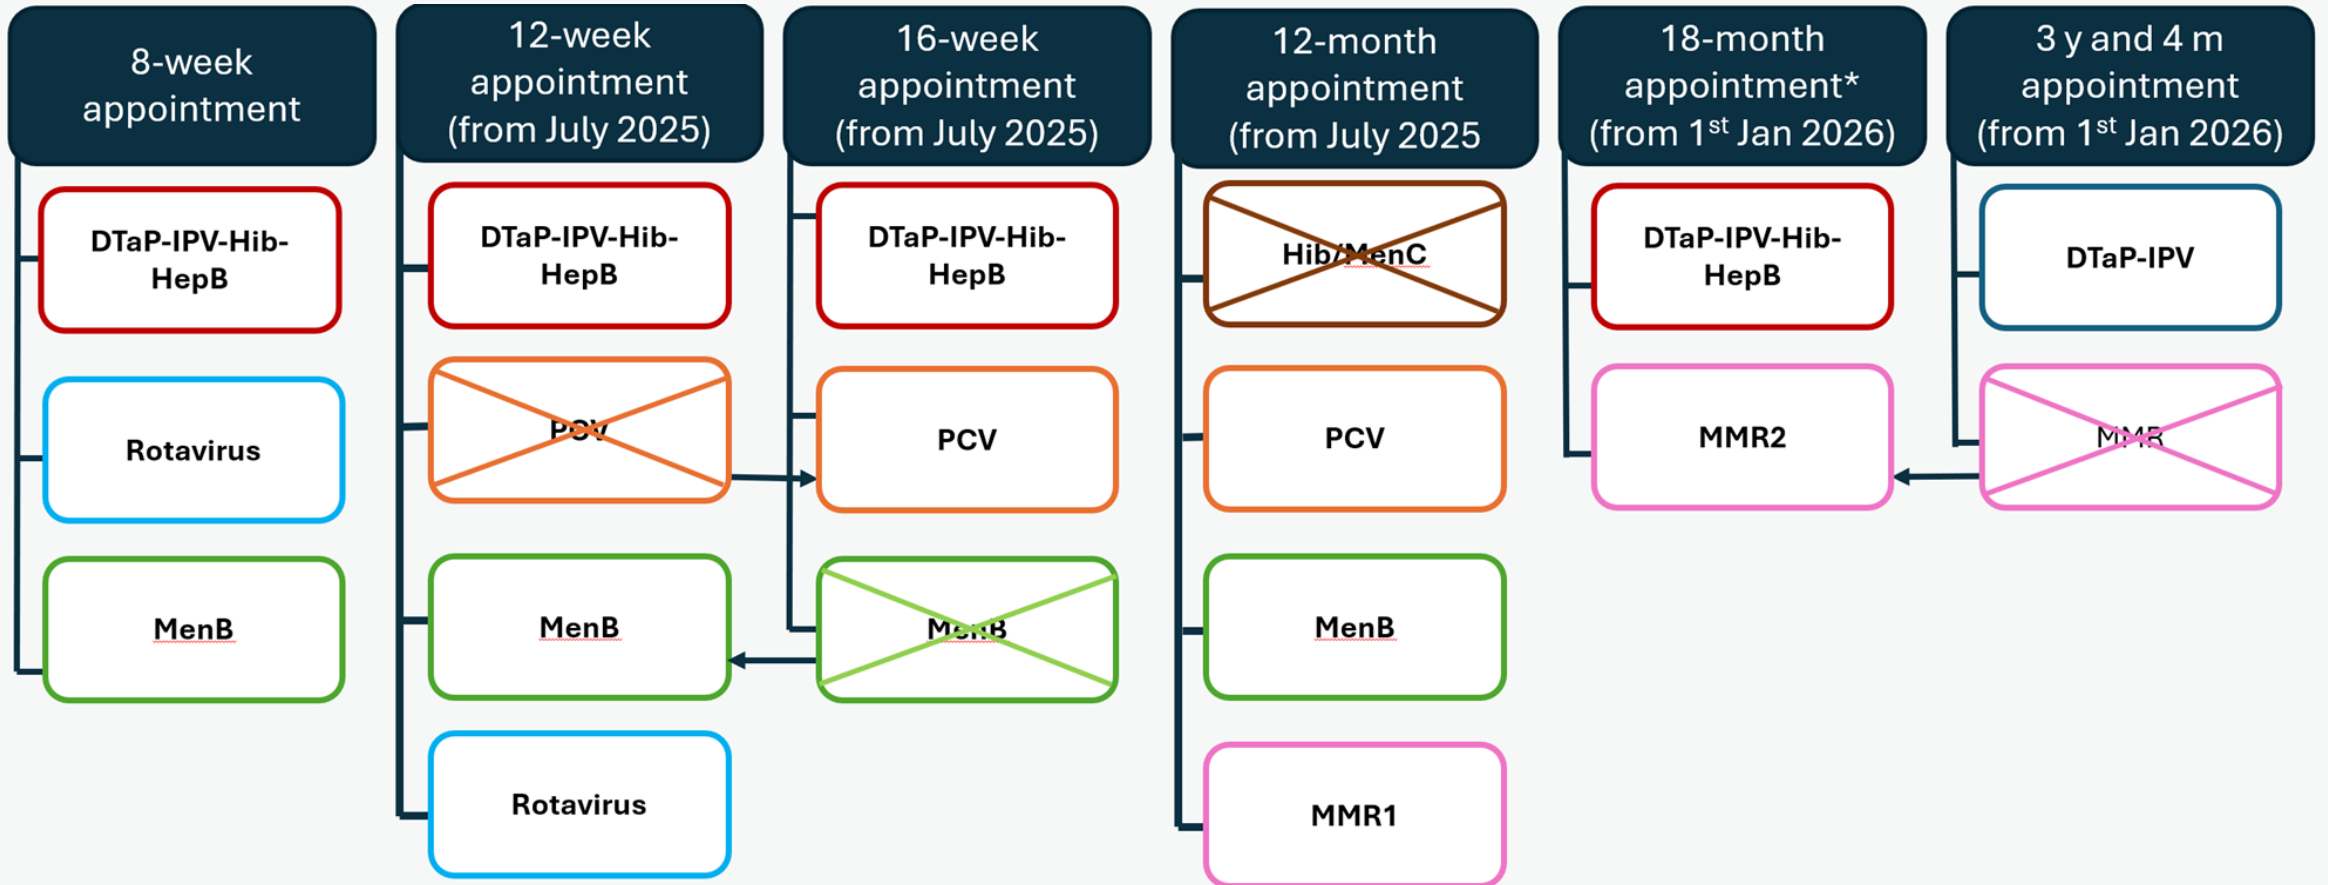 8-week
appointment
DTaP-IPV-Hib-
HepB
Rotavirus
MenB
12-week
appointment
(from July 2025)
DTaP-IPV-Hib-
HepB
PCV
MenB
Rotavirus
16-week
appointment
(from July 2025)
DTaP-IPV-Hib-
HepB
PCV
MenB
12-month
appointment
(from July 2025
Hib/MenC
PCV
MenB
MMR1
18-month
appointment*
(from 1st Jan 2026)
DTaP-IPV-Hib-
HepB
MMR2
3 y and 4 m
appointment
(from 1st Jan 2026)
DTaP-IPV
MMR